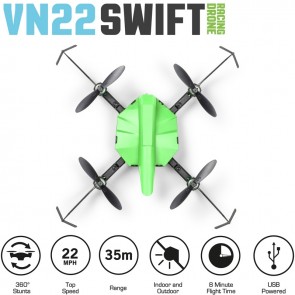 VN22 SWIFT RACING DRONE
22 MPH
35m
360° Stunts
Top Speed
Range
Indoor and Outdoor
8 Minute Flight Time
USB Powered